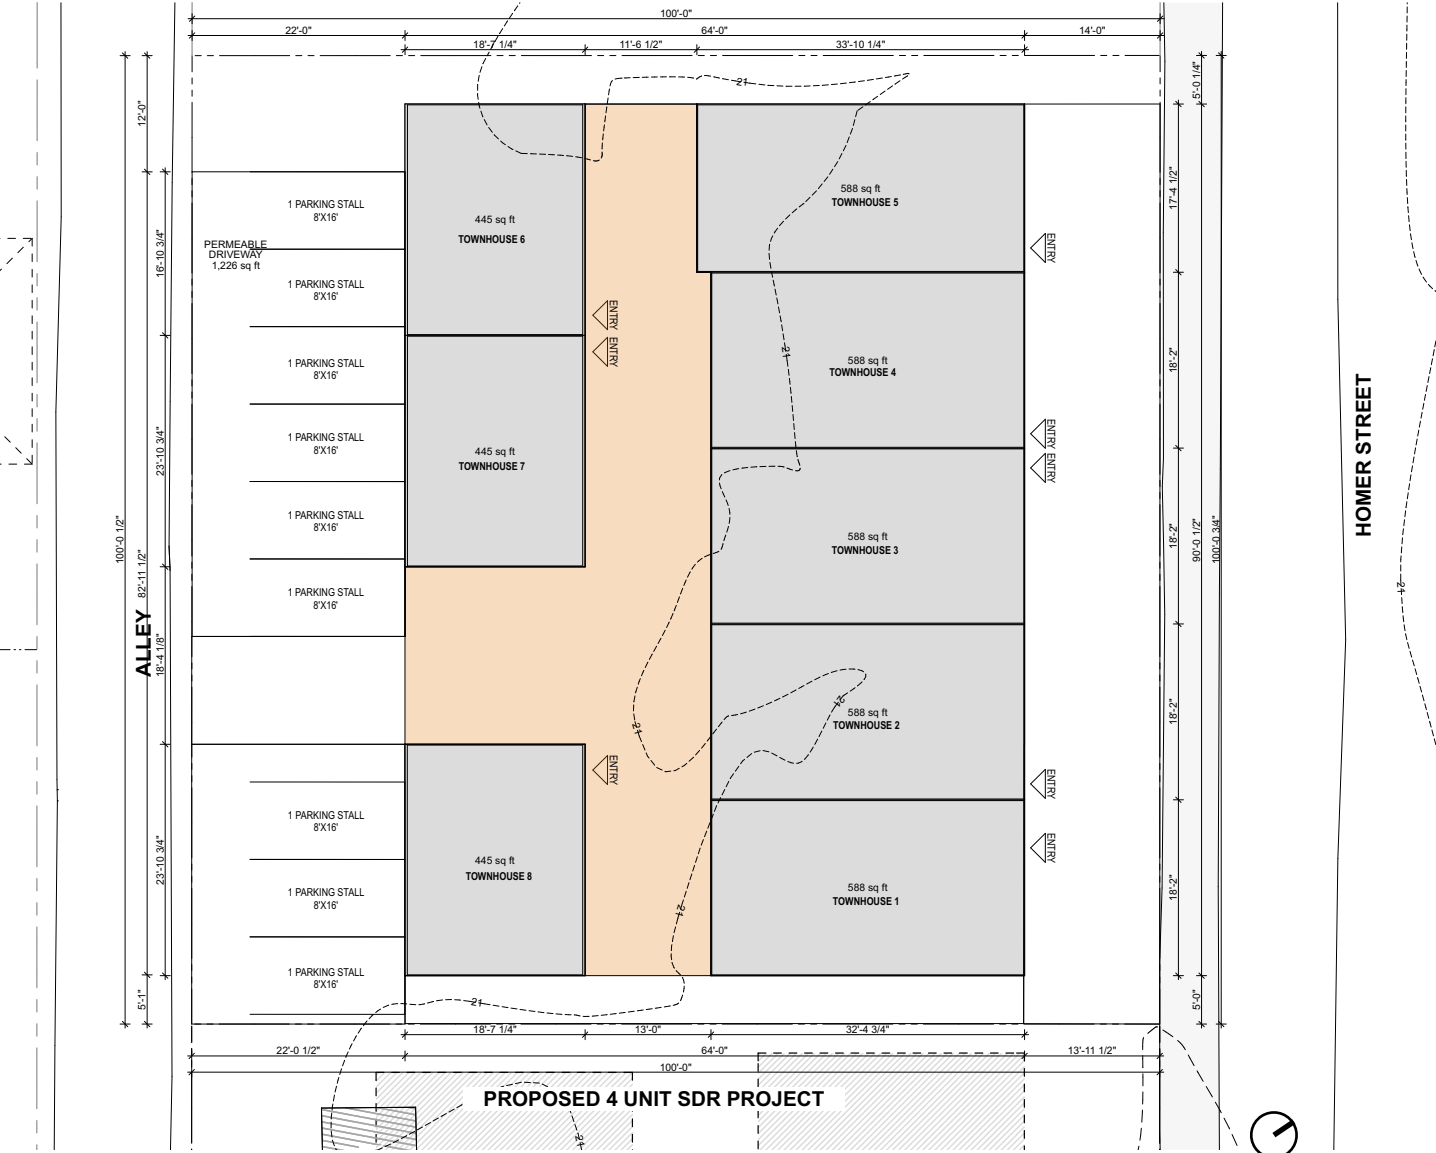 100'-0"
22'-0"
64'-0"
14'-0"
18'-7 1/4"
11'-6 1/2"
33'-10 1/4"
12'-0"
5'-0 1/4"
21
1 PARKING STALL
8'X16'
588 sq ft
TOWNHOUSE 5
17'-4 1/2"
445 sq ft
TOWNHOUSE 6
PERMEABLE
DRIVEWAY
1,226 sq ft
16'-10 3/4"
ENTRY
1 PARKING STALL
8'X16'
ENTRY
ENTRY
21
1 PARKING STALL
8'X16'
588 sq ft
TOWNHOUSE 4
18'-2"
1 PARKING STALL
8'X16'
23'-10 3/4"
445 sq ft
TOWNHOUSE 7
ENTRY
ENTRY
HOMER STREET
1 PARKING STALL
8'X16'
588 sq ft
TOWNHOUSE 3
18'-2"
90'-0 1/2"
100'-0 3/4"
100'-0 1/2"
82'-11 1/2"
1 PARKING STALL
8'X16'
21
ALLEY
18'-4 1/8"
21
588 sq ft
TOWNHOUSE 2
18'-2"
21
ENTRY
ENTRY
1 PARKING STALL
8'X16'
ENTRY
23'-10 3/4"
445 sq ft
TOWNHOUSE 8
1 PARKING STALL
8'X16'
588 sq ft
TOWNHOUSE 1
18'-2"
21
1 PARKING STALL
8'X16'
5'-1"
21
5'-0"
18'-7 1/4"
13'-0"
32'-4 3/4"
22'-0 1/2"
64'-0"
13'-11 1/2"
100'-0"
PROPOSED 4 UNIT SDR PROJECT
21